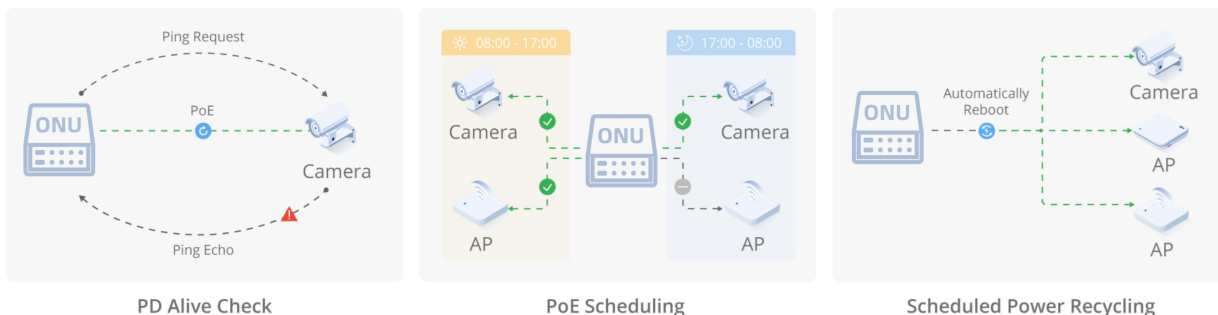 Ping Request
ONU
PoE
Camera
Ping Echo
PD Alive Check
08:00 - 17:00
17:00 - 08:00
Camera
ONU
Camera
AP
AP
PoE Scheduling
ONU
Automatically
Reboot
Camera
AP
AP
Scheduled Power Recycling